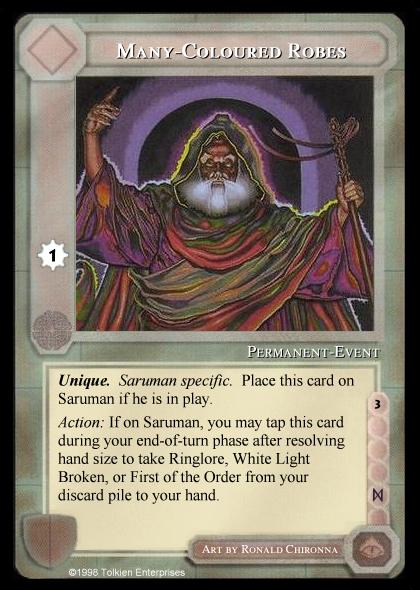 Many-Coloured Robes
1
Permanent-Event
Unique. Saruman specific. Place this card on
Saruman if he is in play.
Action: If on Saruman, you may tap this card
during your end-of-turn phase after resolving
hand size to take Ringlore, White Light
Broken, or First of the Order from your
discard pile to your hand.
3
Art by Ronald Chironna
©1998 Tolkien Enterprises